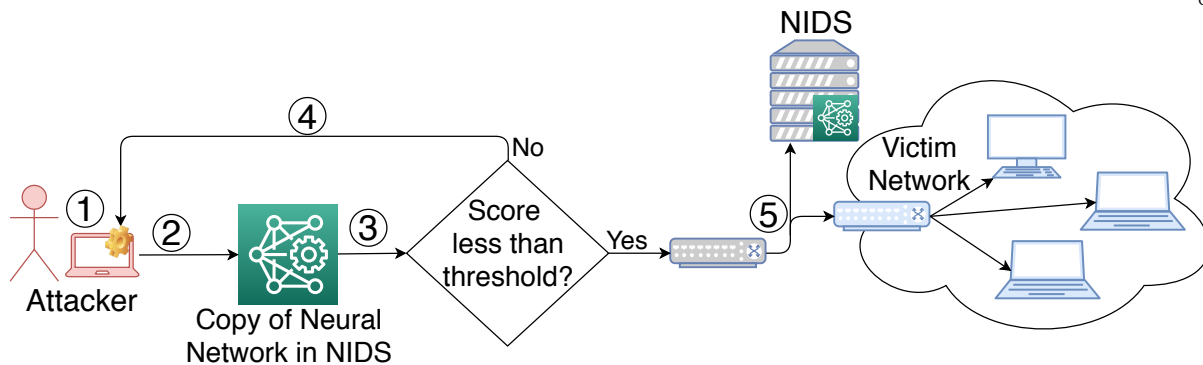 NIDS
④
No
Victim
Network
①
②
③
Score
less than
threshold?
Yes
⑤
Attacker
Copy of Neural
Network in NIDS